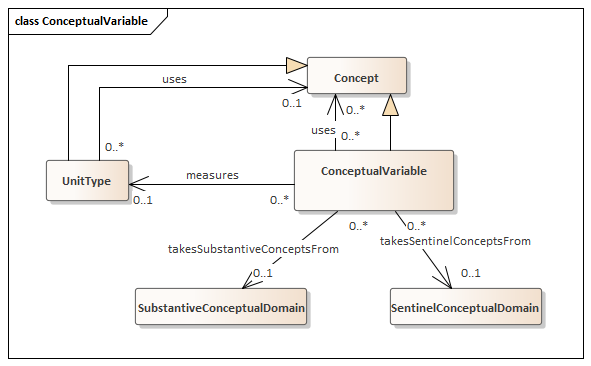 class ConceptualVariable
Concept
uses
0..1
0..*
uses
0..*
0..*
ConceptualVariable
UnitType
measures
0..1
0..*
0..*
0..*
takesSubstantiveConceptsFrom
takesSentinelConceptsFrom
0..1
0..1
SubstantiveConceptualDomain
SentinelConceptualDomain